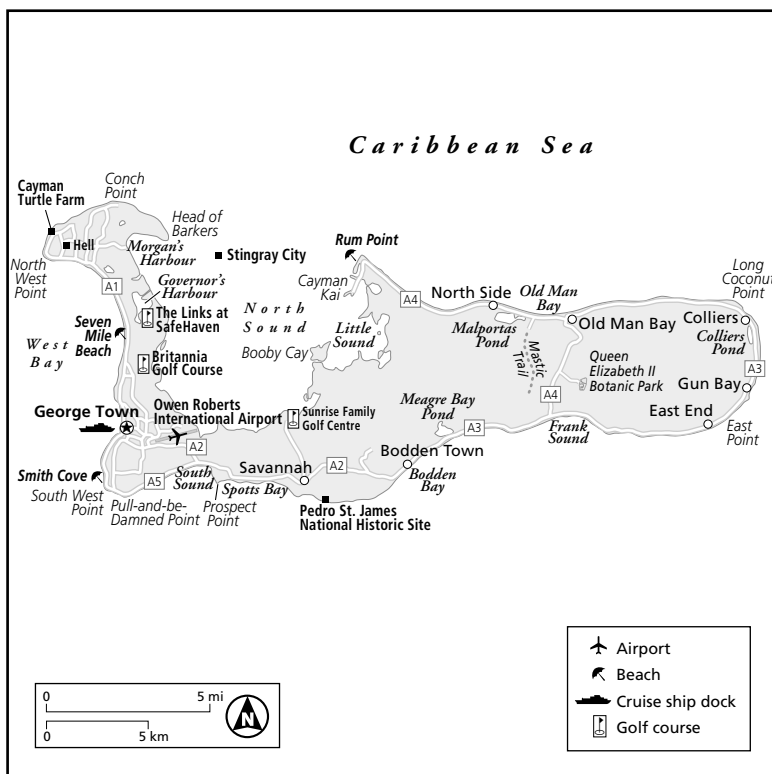 Caribbean Sea
Conch
Point
Cayman
Turtle Farm
Head of
Barkers
Hell
Morgan's
Harbour
Stingray City
Rum Point
North
West
Point
Governor's
Harbour
Cayman
Kai
Long
Coconut
Point
A1
The Links at
SafeHaven
North
Sound
A4
North Side
Old Man
Bay
Seven
Mile
Beach
West
Bay
Little
Sound
Malportas
Pond
Old Man Bay
Colliers
Colliers
Pond
Britannia
Golf Course
Booby Cay
Mastic
Trail
Queen
Elizabeth II
Botanic Park
A3
Gun Bay
George Town
Owen Roberts
International Airport
Sunrise Family
Golf Centre
Meagre Bay
Pond
A4
East End
A3
Frank
Sound
East
Point
A2
Smith Cove
South West
Point
A5
South
Sound
Savannah
A2
Bodden Town
Bodden
Bay
Pull-and-be-
Damned Point
Prospect
Point
Spotts Bay
Pedro St. James
National Historic Site
0
5 mi
0
5 km
N
Airport
Beach
Cruise ship dock
Golf course